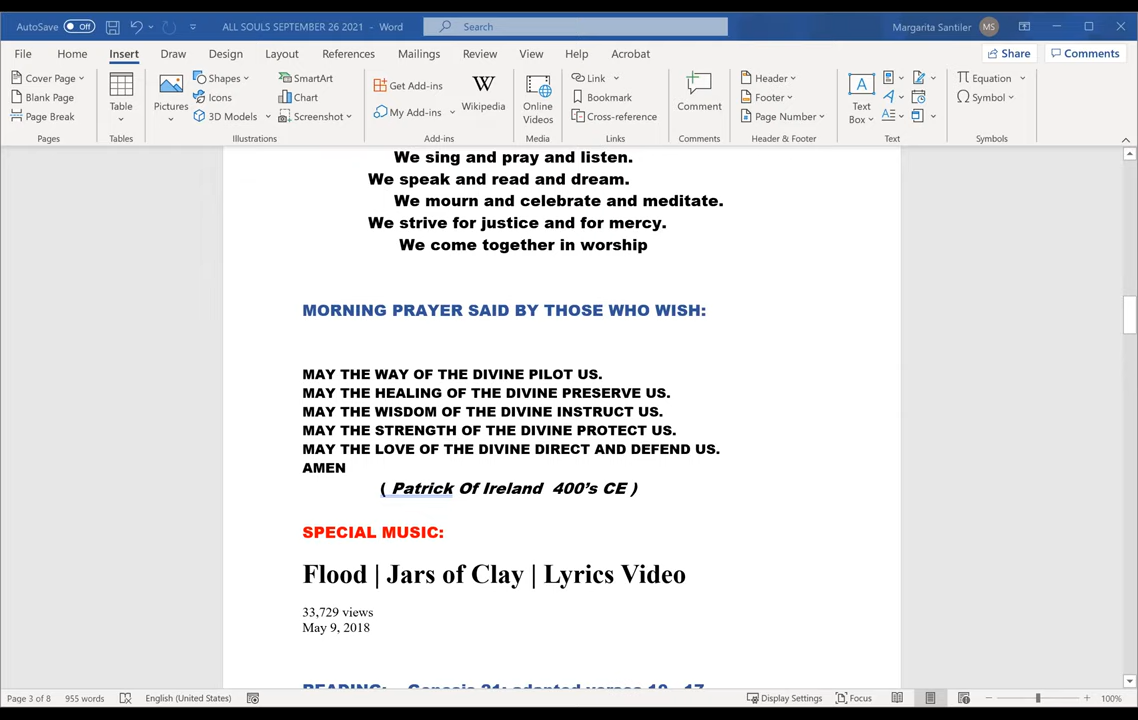 AutoSave Off ALL SOULS SEPTEMBER 26 2021 - Word Search Margarita Santiler MS
File Home Insert Draw Design Layout References Mailings Review View Help Acrobat Share Comments
Cover Page Shapes SmartArt Get Add-ins Link Header Equation
Blank Page Table Pictures Icons Chart Wikipedia Online Videos Bookmark Comment Footer Text Box Symbol
Page Break 3D Models Screenshot My Add-ins Cross-reference Page Number
Pages Tables Illustrations Add-ins Media Links Comments Header & Footer Text Symbols
We sing and pray and listen.
We speak and read and dream.
We mourn and celebrate and meditate.
We strive for justice and for mercy.
We come together in worship
MORNING PRAYER SAID BY THOSE WHO WISH:
MAY THE WAY OF THE DIVINE PILOT US.
MAY THE HEALING OF THE DIVINE PRESERVE US.
MAY THE WISDOM OF THE DIVINE INSTRUCT US.
MAY THE STRENGTH OF THE DIVINE PROTECT US.
MAY THE LOVE OF THE DIVINE DIRECT AND DEFEND US.
AMEN
( Patrick Of Ireland 400's CE )
SPECIAL MUSIC:
Flood | Jars of Clay | Lyrics Video
33,729 views
May 9, 2018
READING: Genesis 21: adapted verses 10 - 17
Page 3 of 8 955 words English (United States) Display Settings Focus 100%